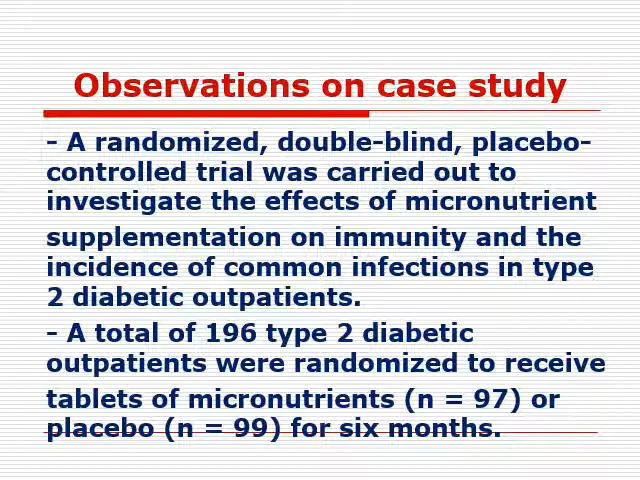 Observations on case study
- A randomized, double-blind, placebo-
controlled trial was carried out to
investigate the effects of micronutrient
supplementation on immunity and the
incidence of common infections in type
2 diabetic outpatients.
- A total of 196 type 2 diabetic
outpatients were randomized to receive
tablets of micronutrients (n = 97) or
placebo (n = 99) for six months.